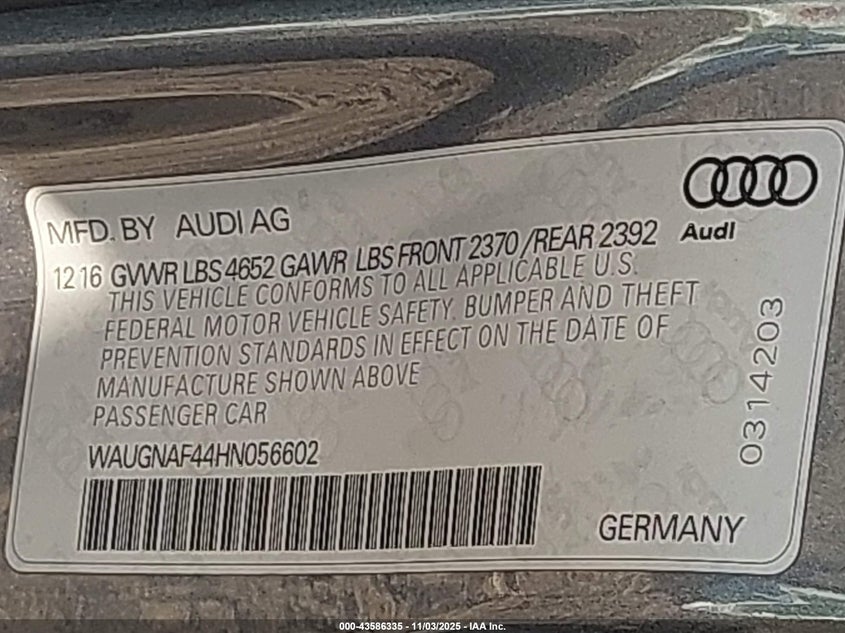 MFD. BY AUDI AG
Audi
12 16 GVWR LBS 4652 GAWR LBS FRONT 2370 /REAR 2392
THIS VEHICLE CONFORMS TO ALL APPLICABLE U.S.
FEDERAL MOTOR VEHICLE SAFETY, BUMPER AND THEFT
PREVENTION STANDARDS IN EFFECT ON THE DATE OF
MANUFACTURE SHOWN ABOVE
PASSENGER CAR
WAUGNAF44HN056602
GERMANY
0314203
000-43586335 - 11/03/2025 - IAA Inc.